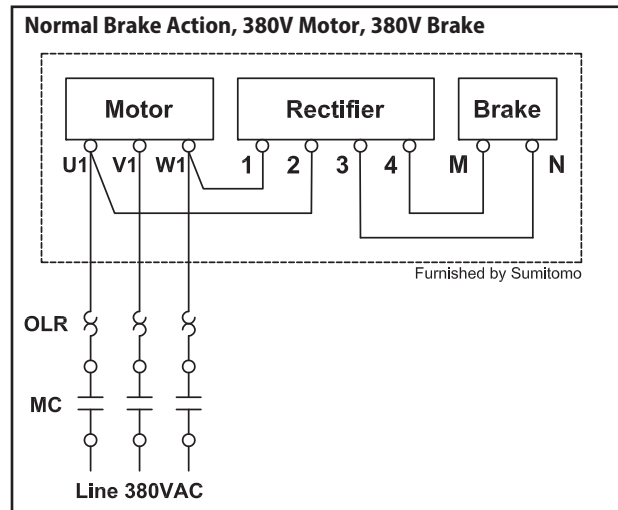 Normal Brake Action, 380V Motor, 380V Brake
Motor Rectifier Brake
U1 V1 W1 1 2 3 4 M N
Furnished by Sumitomo
OLR
MC
Line 380VAC